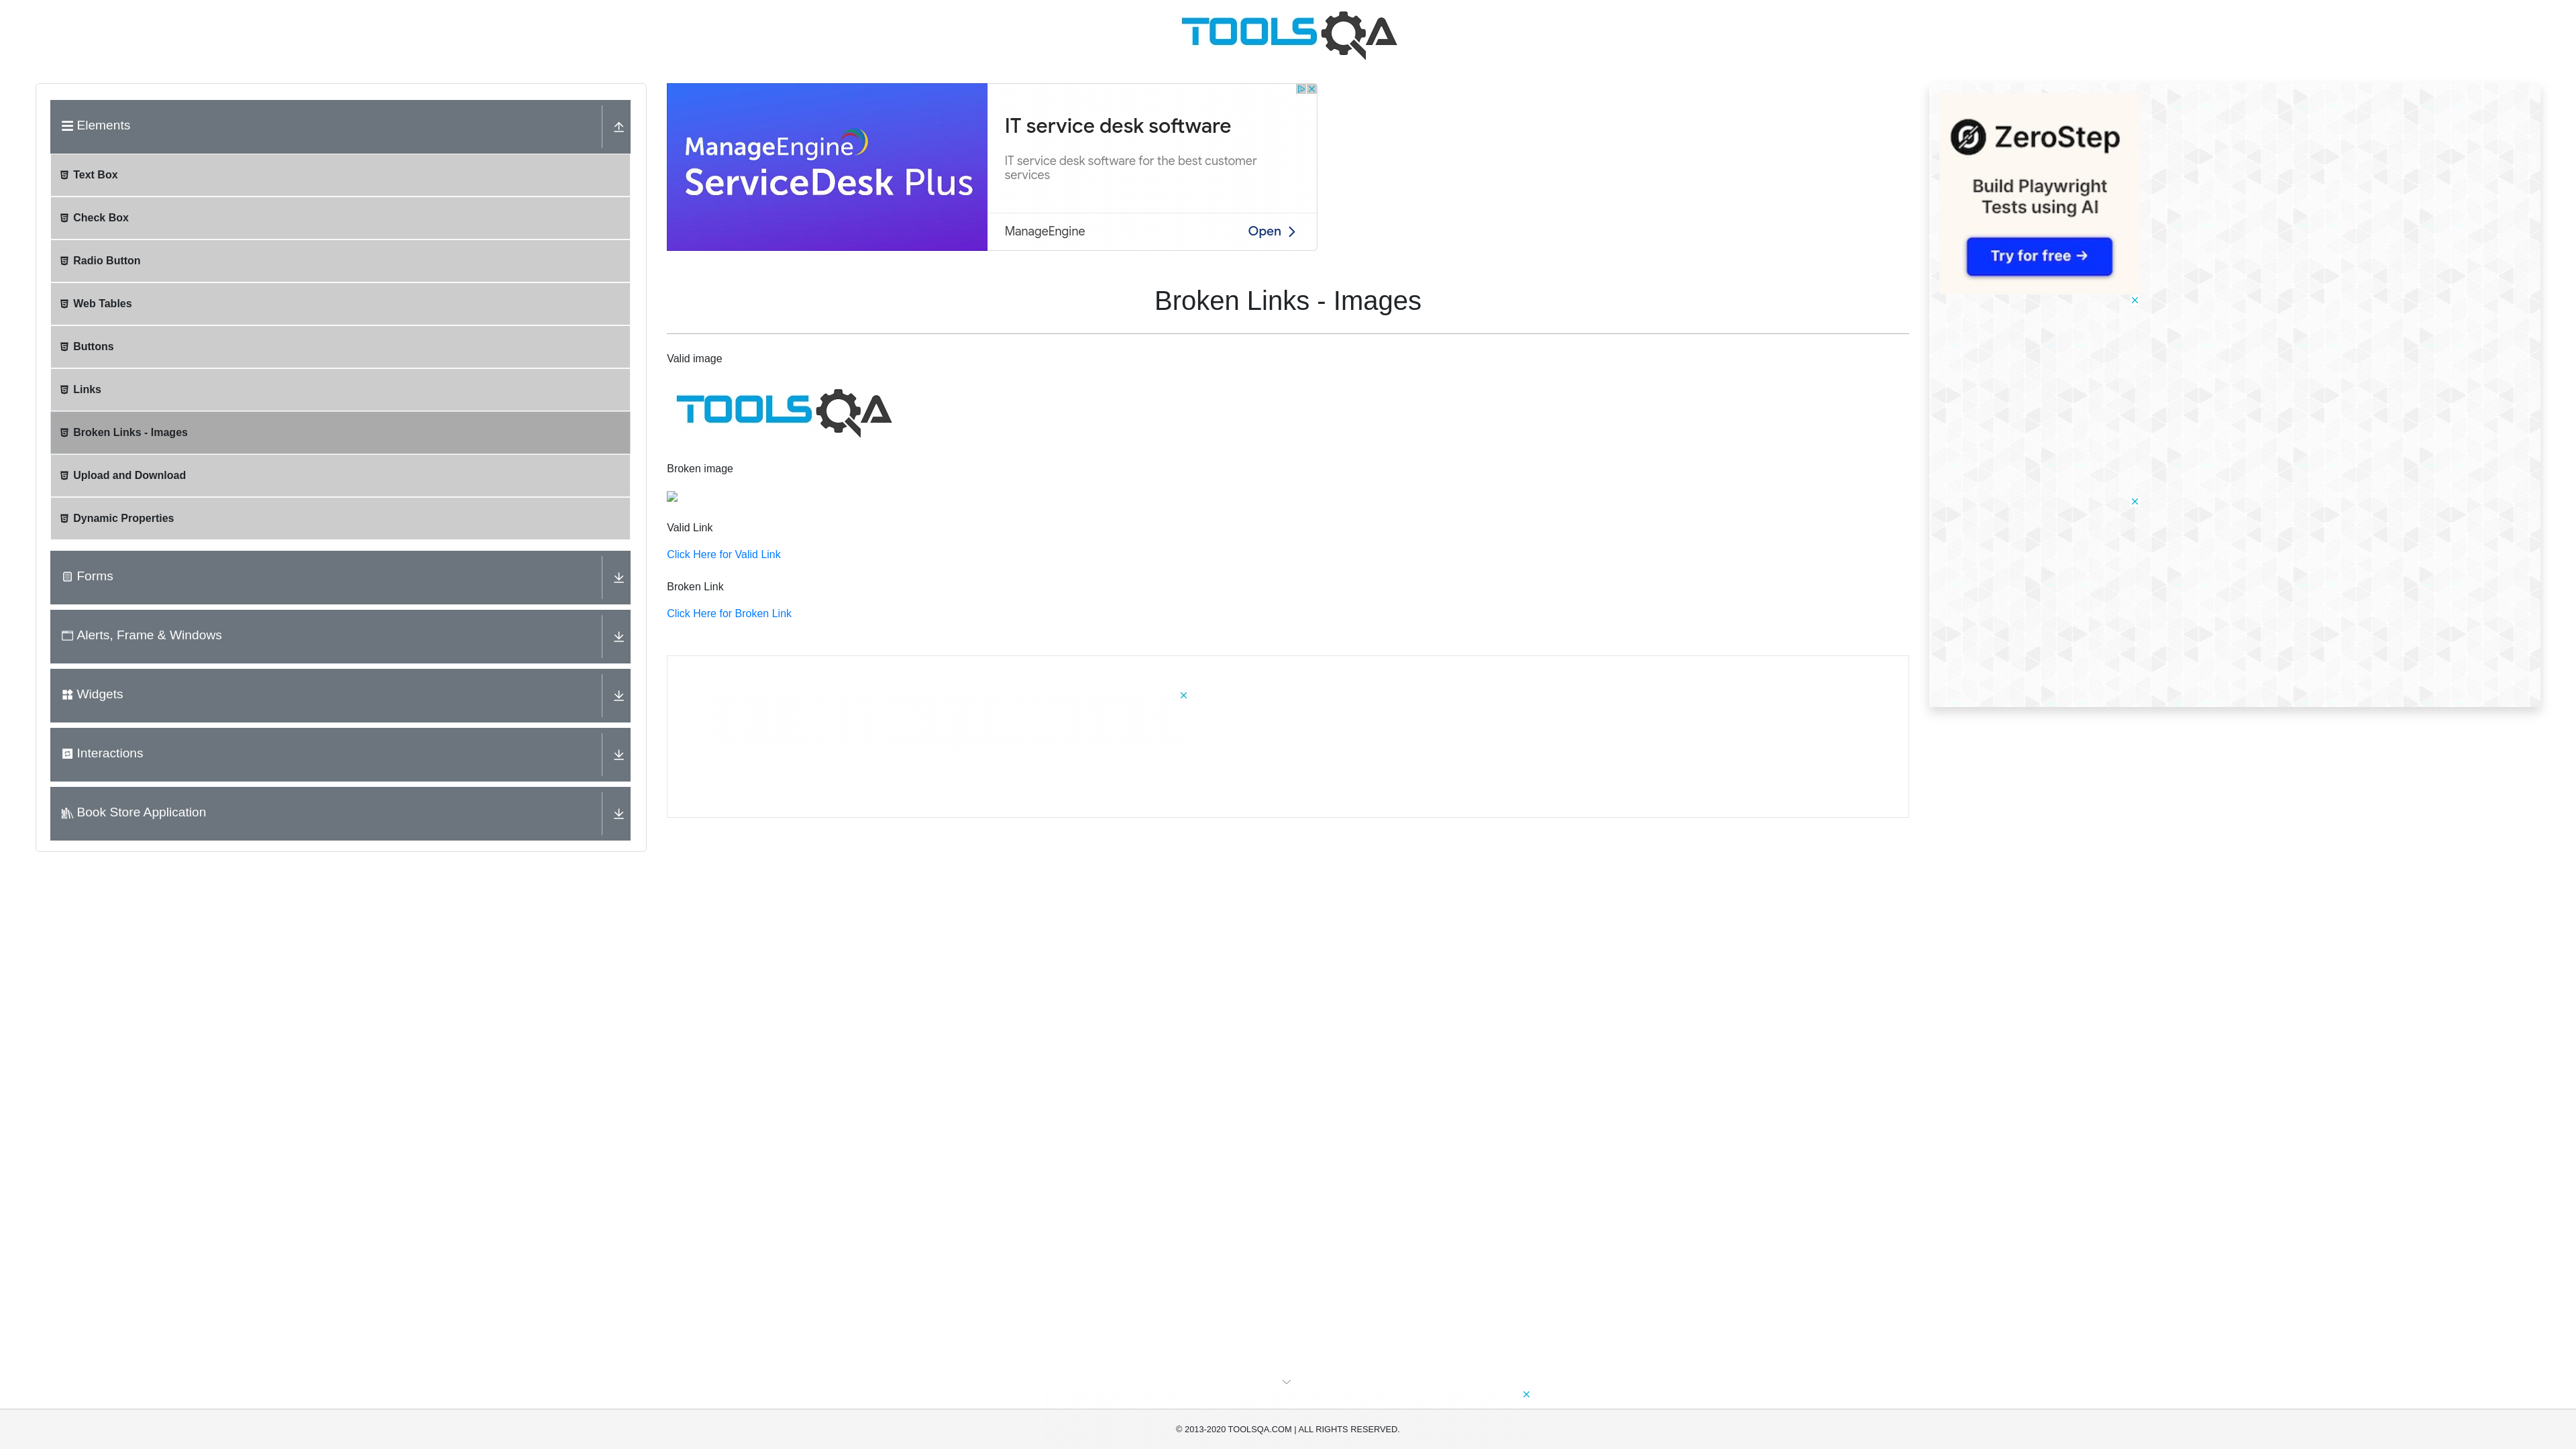 TOOLSQA
Elements
Text Box
Check Box
Radio Button
Web Tables
Buttons
Links
Broken Links - Images
Upload and Download
Dynamic Properties
Forms
Alerts, Frame & Windows
Widgets
Interactions
Book Store Application
ManageEngine
ServiceDesk Plus
IT service desk software
IT service desk software for the best customer
services
ManageEngine
Open
Broken Links - Images
Valid image
TOOLSQA
Broken image
Valid Link
Click Here for Valid Link
Broken Link
Click Here for Broken Link
ZeroStep
Build Playwright
Tests using AI
Try for free →
© 2013-2020 TOOLSQA.COM | ALL RIGHTS RESERVED.